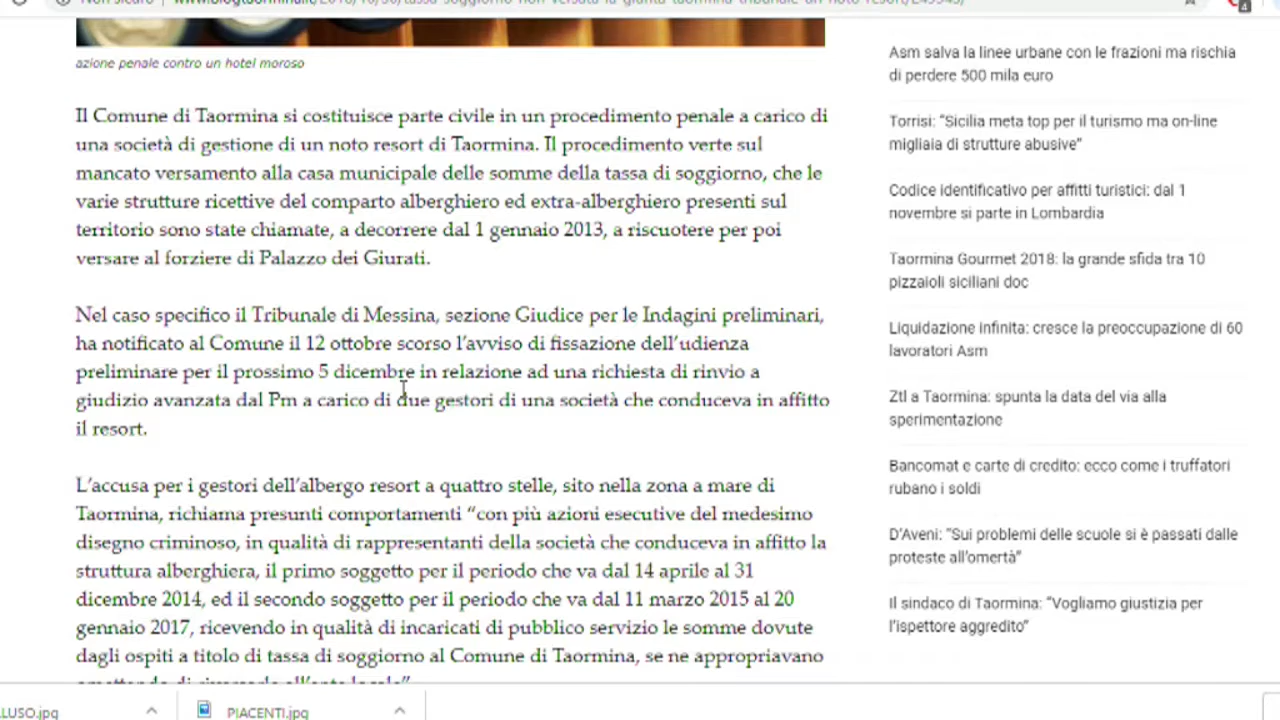 azione penale contro un hotel moroso
Il Comune di Taormina si costituisce parte civile in un procedimento penale a carico di
una società di gestione di un noto resort di Taormina. Il procedimento verte sul
mancato versamento alla casa municipale delle somme della tassa di soggiorno, che le
varie strutture ricettive del comparto alberghiero ed extra-alberghiero presenti sul
territorio sono state chiamate, a decorrere dal 1 gennaio 2013, a riscuotere per poi
versare al forziere di Palazzo dei Giurati.
Nel caso specifico il Tribunale di Messina, sezione Giudice per le Indagini preliminari,
ha notificato al Comune il 12 ottobre scorso l’avviso di fissazione dell’udienza
preliminare per il prossimo 5 dicembre in relazione ad una richiesta di rinvio a
giudizio avanzata dal Pm a carico di due gestori di una società che conduceva in affitto
il resort.
L’accusa per i gestori dell’albergo resort a quattro stelle, sito nella zona a mare di
Taormina, richiama presunti comportamenti “con più azioni esecutive del medesimo
disegno criminoso, in qualità di rappresentanti della società che conduceva in affitto la
struttura alberghiera, il primo soggetto per il periodo che va dal 14 aprile al 31
dicembre 2014, ed il secondo soggetto per il periodo che va dal 11 marzo 2015 al 20
gennaio 2017, ricevendo in qualità di incaricati di pubblico servizio le somme dovute
dagli ospiti a titolo di tassa di soggiorno al Comune di Taormina, se ne appropriavano
Asm salva la linee urbane con le frazioni ma rischia
di perdere 500 mila euro
Torrisi: “Sicilia meta top per il turismo ma on-line
migliaia di strutture abusive”
Codice identificativo per affitti turistici: dal 1
novembre si parte in Lombardia
Taormina Gourmet 2018: la grande sfida tra 10
pizzaioli siciliani doc
Liquidazione infinita: cresce la preoccupazione di 60
lavoratori Asm
Ztl a Taormina: spunta la data del via alla
sperimentazione
Bancomat e carte di credito: ecco come i truffatori
rubano i soldi
D’Aveni: “Sui problemi delle scuole si è passati dalle
proteste all’omertà”
Il sindaco di Taormina: “Vogliamo giustizia per
l’ispettore aggredito”
LUSO.jpg
PIACENTI.jpg
4